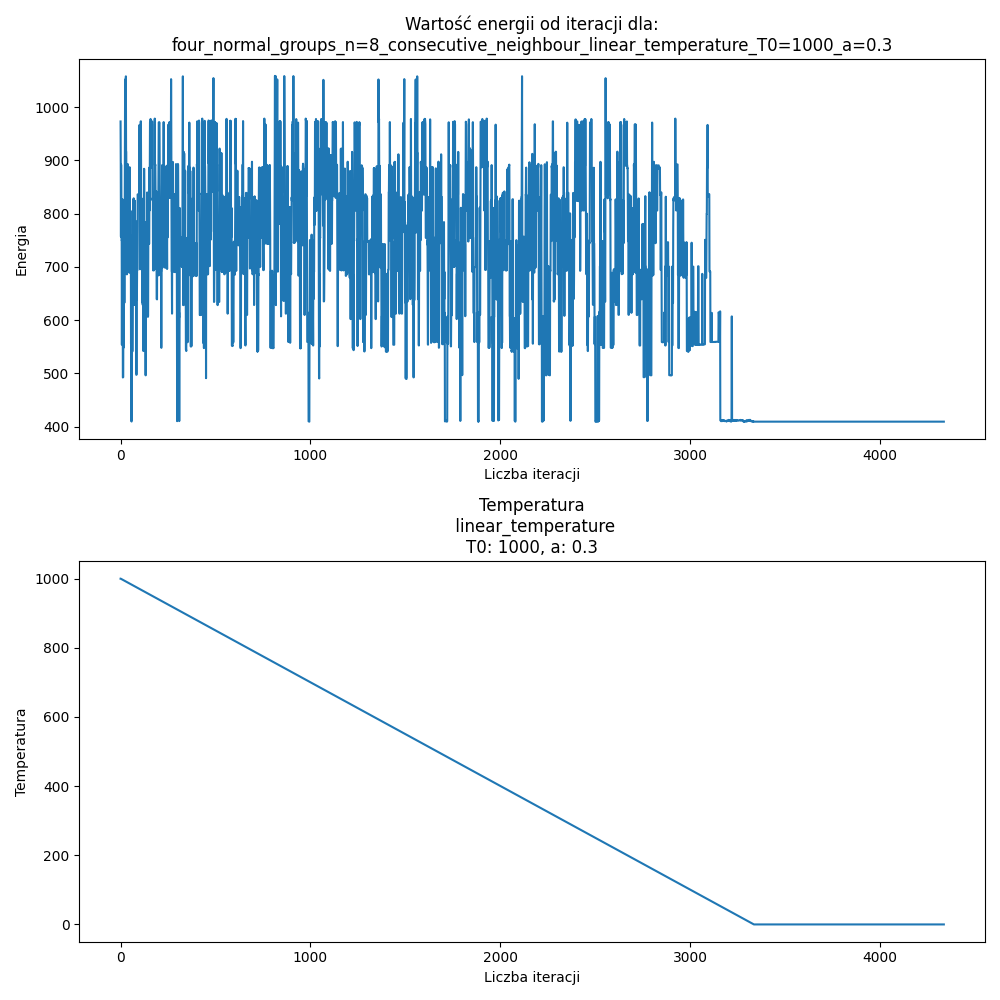 Wartość energii od iteracji dla:
four_normal_groups_n=8_consecutive_neighbour_linear_temperature_T0=1000_a=0.3
1000
900
800
700
600
500
400
Energia
0 1000 2000 3000 4000
Liczba iteracji
Temperatura
linear_temperature
T0: 1000, a: 0.3
1000
800
600
400
200
0
Temperatura
0 1000 2000 3000 4000
Liczba iteracji